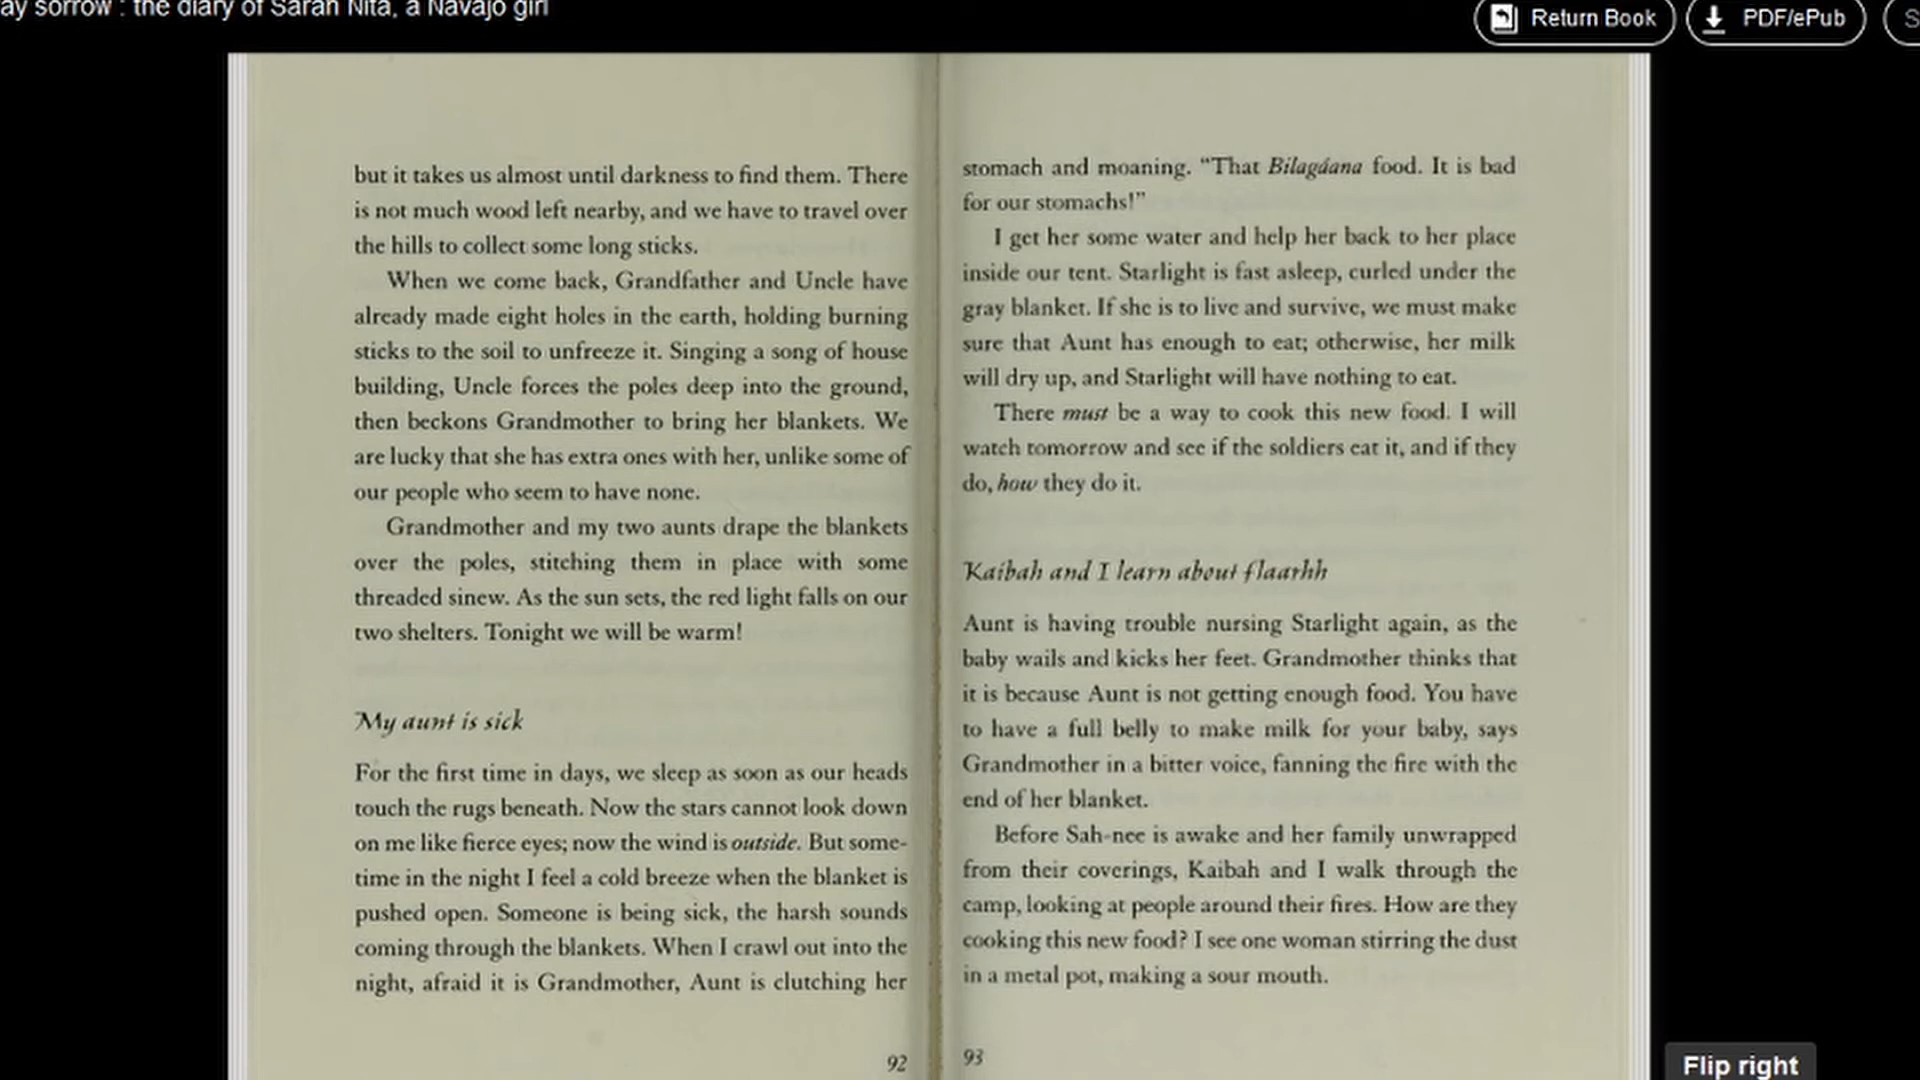 ay sorrow : the diary of Sarah Nita, a Navajo girl
Return Book
PDF/ePub
S
but it takes us almost until darkness to find them. There
is not much wood left nearby, and we have to travel over
the hills to collect some long sticks.
When we come back, Grandfather and Uncle have
already made eight holes in the earth, holding burning
sticks to the soil to unfreeze it. Singing a song of house
building, Uncle forces the poles deep into the ground,
then beckons Grandmother to bring her blankets. We
are lucky that she has extra ones with her, unlike some of
our people who seem to have none.
Grandmother and my two aunts drape the blankets
over the poles, stitching them in place with some
threaded sinew. As the sun sets, the red light falls on our
two shelters. Tonight we will be warm!
My aunt is sick
For the first time in days, we sleep as soon as our heads
touch the rugs beneath. Now the stars cannot look down
on me like fierce eyes; now the wind is outside. But some-
time in the night I feel a cold breeze when the blanket is
pushed open. Someone is being sick, the harsh sounds
coming through the blankets. When I crawl out into the
night, afraid it is Grandmother, Aunt is clutching her
92
stomach and moaning. “That Bilagáana food. It is bad
for our stomachs!”
I get her some water and help her back to her place
inside our tent. Starlight is fast asleep, curled under the
gray blanket. If she is to live and survive, we must make
sure that Aunt has enough to eat; otherwise, her milk
will dry up, and Starlight will have nothing to eat.
There must be a way to cook this new food. I will
watch tomorrow and see if the soldiers eat it, and if they
do, how they do it.
Kaibah and I learn about flaarhh
Aunt is having trouble nursing Starlight again, as the
baby wails and kicks her feet. Grandmother thinks that
it is because Aunt is not getting enough food. You have
to have a full belly to make milk for your baby, says
Grandmother in a bitter voice, fanning the fire with the
end of her blanket.
Before Sah-nee is awake and her family unwrapped
from their coverings, Kaibah and I walk through the
camp, looking at people around their fires. How are they
cooking this new food? I see one woman stirring the dust
in a metal pot, making a sour mouth.
93
Flip right